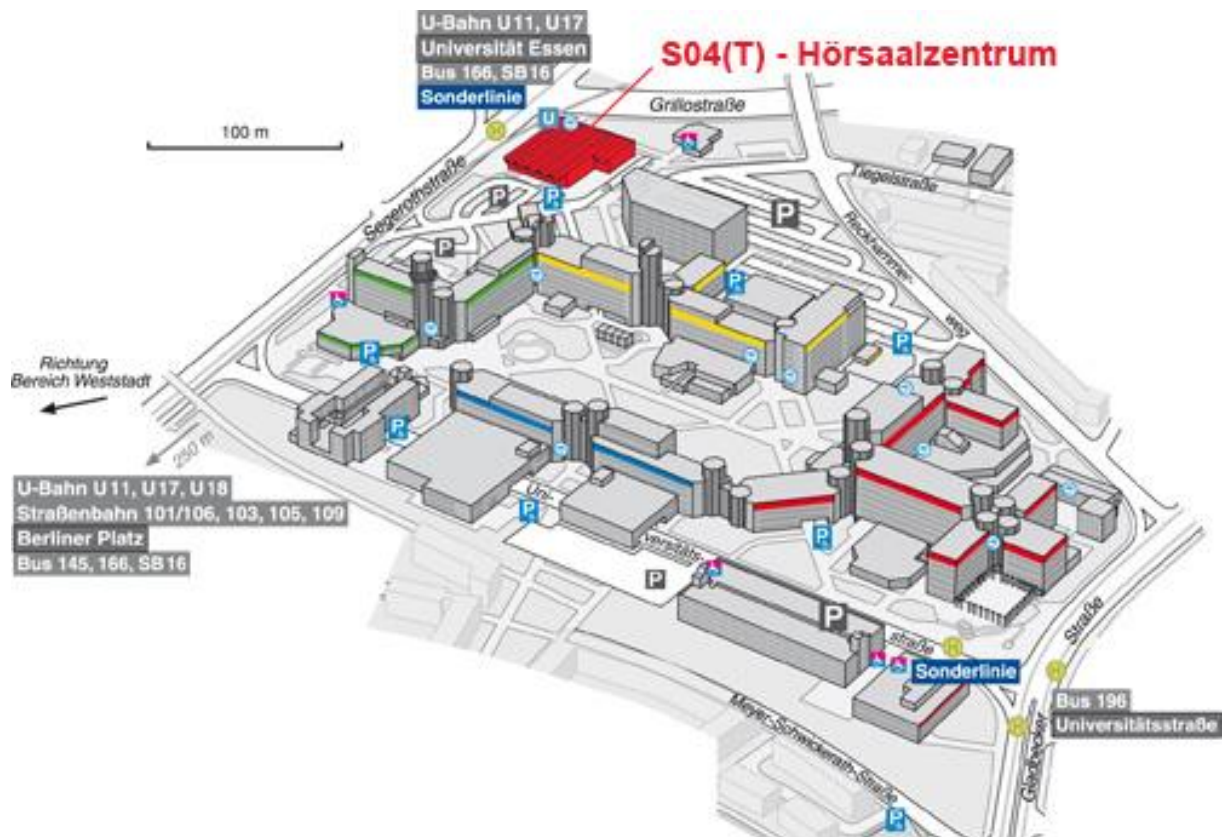 U-Bahn U11, U17
Universität Essen
Bus 166, SB16
Sonderlinie
S04(T) - Hörsaalzentrum
Grillostraße
100 m
H
U
Segerothstraße
Tiegelstraße
P
P
P
P
Reckhammer-
weg
P
P
P
Richtung
Bereich Weststadt
P
250 m
U-Bahn U11, U17, U18
Straßenbahn 101/106, 103, 105, 109
Berliner Platz
Bus 145, 166, SB16
Uni-
versitäts-
straße
P
P
P
P
H
Sonderlinie
H
Straße
Bus 196
Universitätsstraße
H
Gladbecker
Meyer-Schwickerath-Straße
P